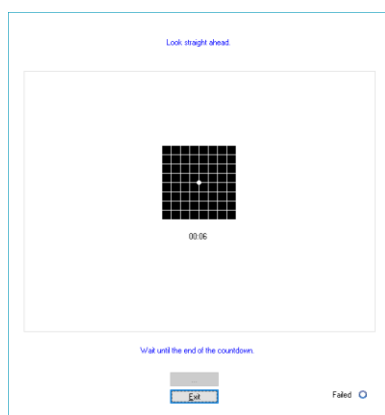 Look straight ahead.
00:06
Wait until the end of the countdown.
...
Exit
Failed